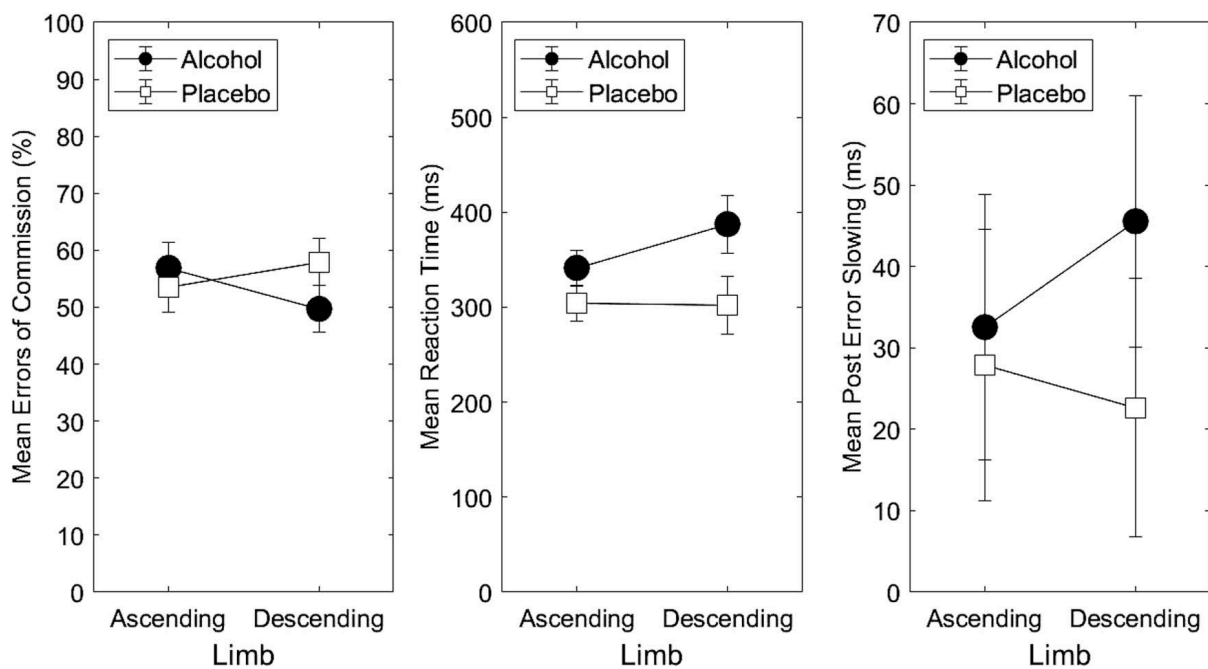 Mean Errors of Commission (%)
100
90
80
70
60
50
40
30
20
10
0
Alcohol
Placebo
Ascending
Descending
Limb
Mean Reaction Time (ms)
600
500
400
300
200
100
0
Alcohol
Placebo
Ascending
Descending
Limb
Mean Post Error Slowing (ms)
70
60
50
40
30
20
10
0
Alcohol
Placebo
Ascending
Descending
Limb